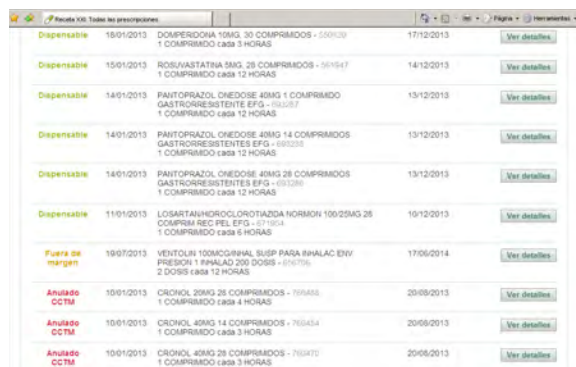 Receta XXI: Todas las prescripciones
Página
Herramientas
Dispensable 18/01/2013 DOMPERIDONA 10MG. 30 COMPRIMIDOS - 17/12/2013 Ver detalles
1 COMPRIMIDO cada 3 HORAS
Dispensable 15/01/2013 ROSUVASTATINA 5MG. 28 COMPRIMIDOS - 14/12/2013 Ver detalles
1 COMPRIMIDO cada 12 HORAS
Dispensable 14/01/2013 PANTOPRAZOL ONEDOSE 40MG 1 COMPRIMIDO 13/12/2013 Ver detalles
GASTRORRESISTENTE EFG -
1 COMPRIMIDO cada 12 HORAS
Dispensable 14/01/2013 PANTOPRAZOL ONEDOSE 40MG 14 COMPRIMIDOS 13/12/2013 Ver detalles
GASTRORRESISTENTES EFG -
1 COMPRIMIDO cada 12 HORAS
Dispensable 14/01/2013 PANTOPRAZOL ONEDOSE 40MG 28 COMPRIMIDOS 13/12/2013 Ver detalles
GASTRORRESISTENTES EFG -
1 COMPRIMIDO cada 12 HORAS
Dispensable 11/01/2013 LOSARTAN/HIDROCLOROTIAZIDA NORMON 100/25MG 28 10/12/2013 Ver detalles
COMPRIM REC PEL EFG -
1 COMPRIMIDO cada 6 HORAS
Fuera de margen 19/07/2013 VENTOLIN 100MCG/INHAL SUSP PARA INHALAC ENV 17/06/2014 Ver detalles
PRESION 1 INHALAD 200 DOSIS -
2 DOSIS cada 12 HORAS
Anulado CCTM 10/01/2013 CRONOL 20MG 28 COMPRIMIDOS - 20/08/2013 Ver detalles
1 COMPRIMIDO cada 4 HORAS
Anulado CCTM 10/01/2013 CRONOL 40MG 14 COMPRIMIDOS - 20/08/2013 Ver detalles
1 COMPRIMIDO cada 3 HORAS
Anulado CCTM 10/01/2013 CRONOL 40MG 28 COMPRIMIDOS - 20/08/2013 Ver detalles
1 COMPRIMIDO cada 3 HORAS